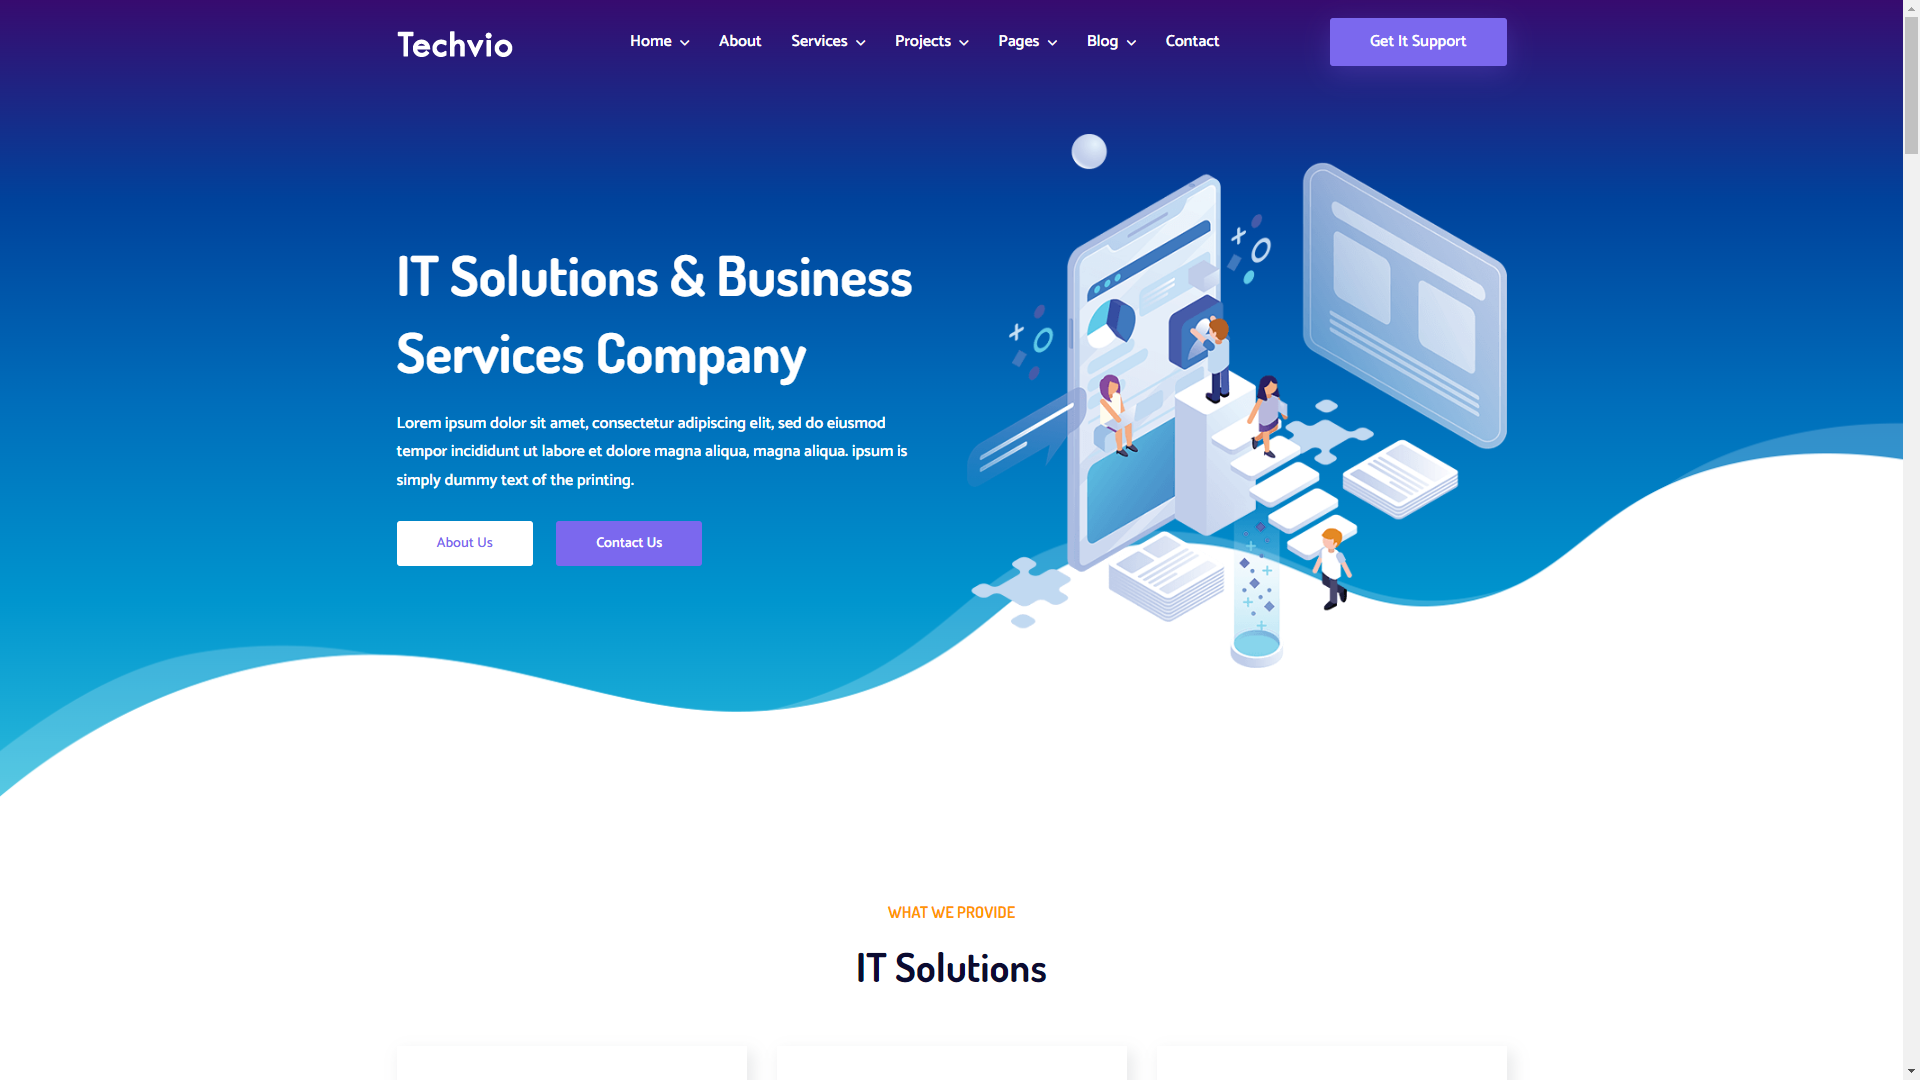 Techvio
Home
About
Services
Projects
Pages
Blog
Contact
Get It Support
IT Solutions & Business
Services Company
Lorem ipsum dolor sit amet, consectetur adipiscing elit, sed do eiusmod
tempor incididunt ut labore et dolore magna aliqua, magna aliqua. ipsum is
simply dummy text of the printing.
About Us
Contact Us
WHAT WE PROVIDE
IT Solutions